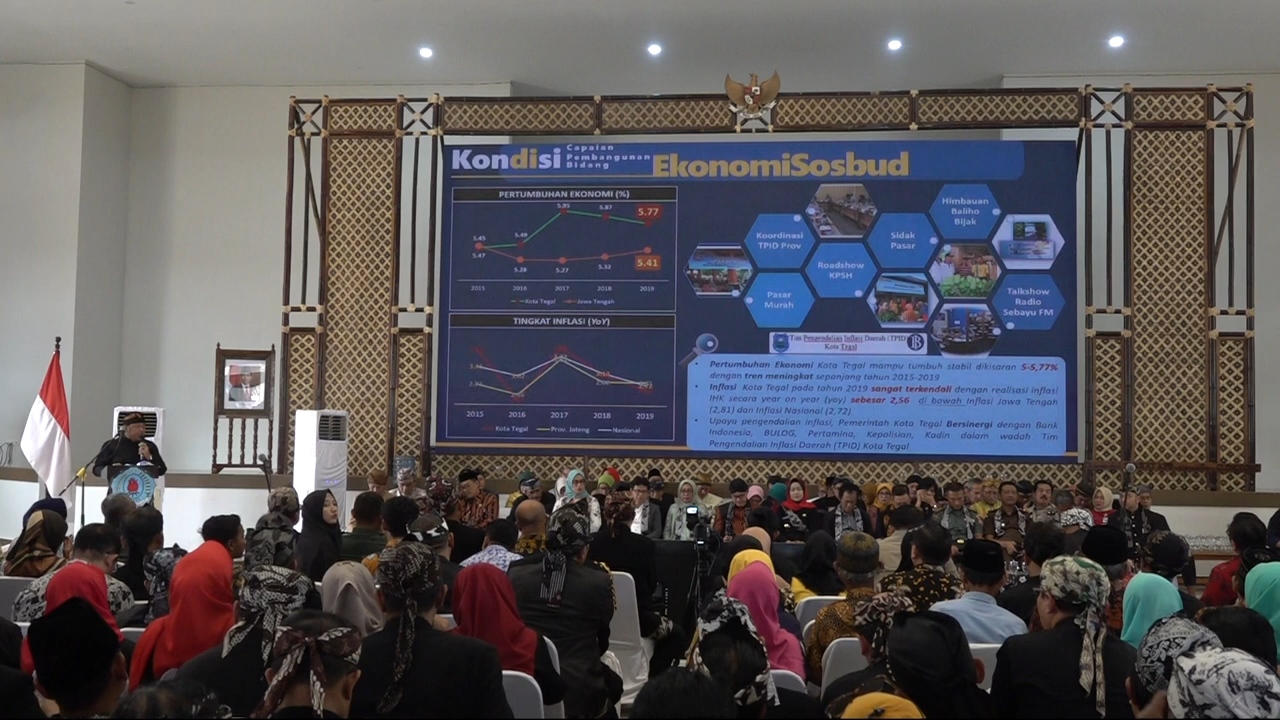 Kondisi
Capaian
Pembangunan
Bidang
EkonomiSosbud
PERTUMBUHAN EKONOMI (%)
5.95
5.87
5.77
5.45
5.49
5.47
5.28
5.27
5.32
5.41
2015 2016 2017 2018 2019
Kota Tegal Jawa Tengah
TINGKAT INFLASI (YoY)
2015 2016 2017 2018 2019
Kota Tegal Prov. Jateng Nasional
Himbauan
Baliho
Bijak
Koordinasi
TPID Prov
Sidak
Pasar
Roadshow
KPSH
Pasar
Murah
Talkshow
Radio
Sebayu FM
Tim Pengendalian Inflasi Daerah (TPID)
Kota Tegal
• Pertumbuhan Ekonomi Kota Tegal mampu tumbuh stabil dikisaran 5-5,77%
dengan tren meningkat sepanjang tahun 2015-2019
• Inflasi Kota Tegal pada tahun 2019 sangat terkendali dengan realisasi inflasi
IHK secara year on year (yoy) sebesar 2,56 di bawah Inflasi Jawa Tengah
(2,81) dan Inflasi Nasional (2,72)
• Upaya pengendalian inflasi, Pemerintah Kota Tegal Bersinergi dengan Bank
Indonesia, BULOG, Pertamina, Kepolisian, Kadin dalam wadah Tim
Pengendalian Inflasi Daerah (TPID) Kota Tegal